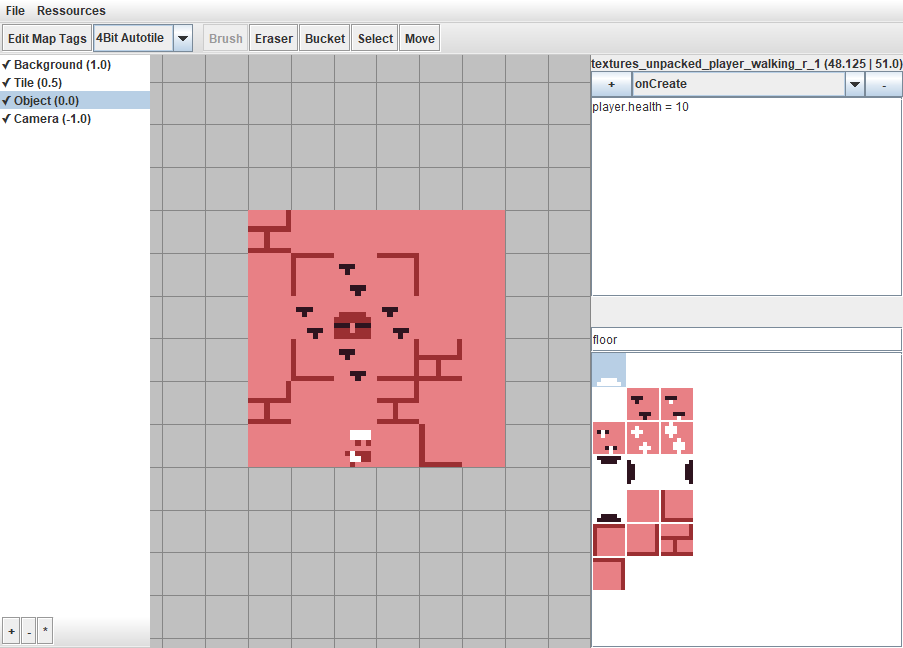 File Ressources
Edit Map Tags 4Bit Autotile Brush Eraser Bucket Select Move
Background (1.0)
Tile (0.5)
Object (0.0)
Camera (-1.0)
+ - *
textures_unpacked_player_walking_r_1 (48.125 | 51.0)
+ onCreate -
player.health = 10
floor